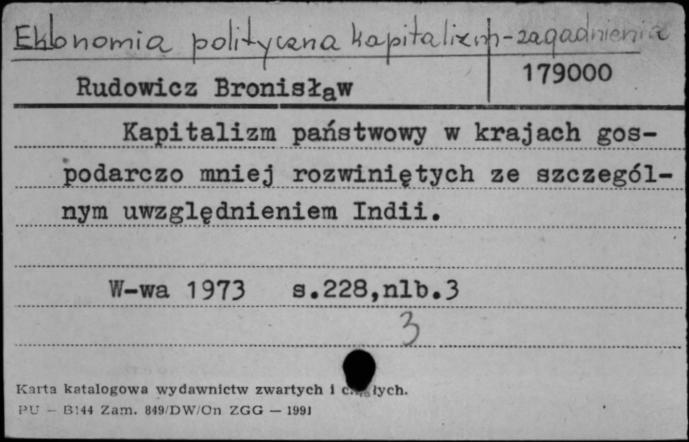 Ekonomia polityczna kapitalizm-zagadnienia
Rudowicz Bronisław
179000
Kapitalizm państwowy w krajach gos-
podarczo mniej rozwiniętych ze szczegól-
nym uwzględnieniem Indii.
W-wa 1973 s.228,nlb.3
3
Karta katalogowa wydawnictw zwartych i
PU — B144 Zam. 849/DW/On ZGG — 1991